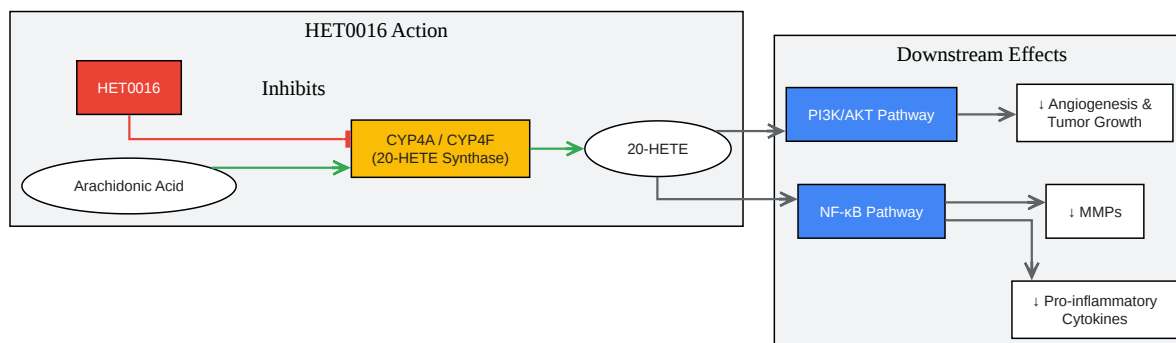 HET0016 Action
HET0016
Inhibits
CYP4A / CYP4F
(20-HETE Synthase)
Arachidonic Acid
20-HETE
Downstream Effects
PI3K/AKT Pathway
↓ Angiogenesis &
Tumor Growth
NF-κB Pathway
↓ MMPs
↓ Pro-inflammatory
Cytokines